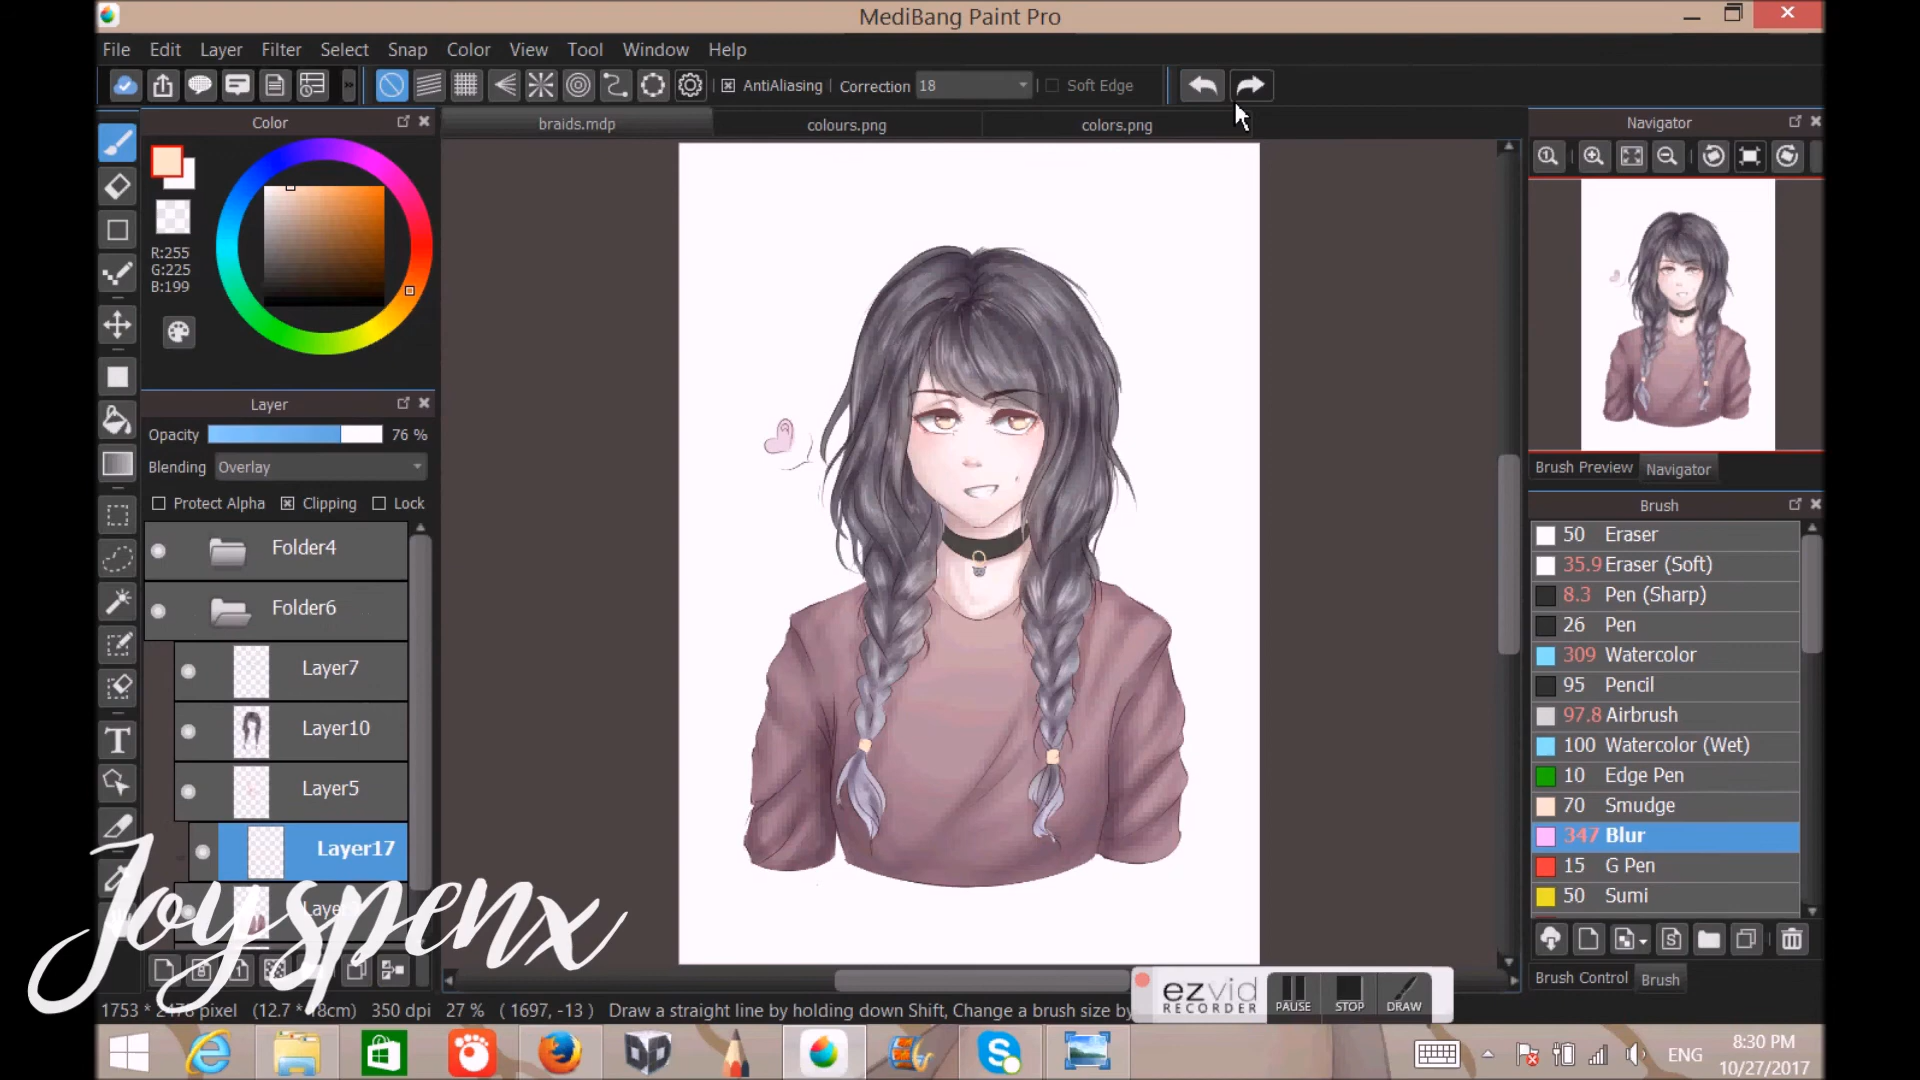 MediBang Paint Pro
File Edit Layer Filter Select Snap Color View Tool Window Help
AntiAliasing Correction 18 Soft Edge
Color
braids.mdp colours.png colors.png
Navigator
R:255
G:225
B:199
Layer
Opacity 76 %
Blending Overlay
Protect Alpha Clipping Lock
Folder4
Folder6
Layer7
Layer10
Layer5
Layer17
Brush Preview Navigator
Brush
50 Eraser
35.9 Eraser (Soft)
8.3 Pen (Sharp)
26 Pen
309 Watercolor
95 Pencil
97.8 Airbrush
100 Watercolor (Wet)
10 Edge Pen
70 Smudge
347 Blur
15 G Pen
50 Sumi
Brush Control Brush
Joyspenx
ezvid
RECORDER
PAUSE STOP DRAW
1753 * 2478 pixel (12.7 * 18cm) 350 dpi 27 % ( 1697, -13 ) Draw a straight line by holding down Shift, Change a brush size by
ENG
8:30 PM
10/27/2017